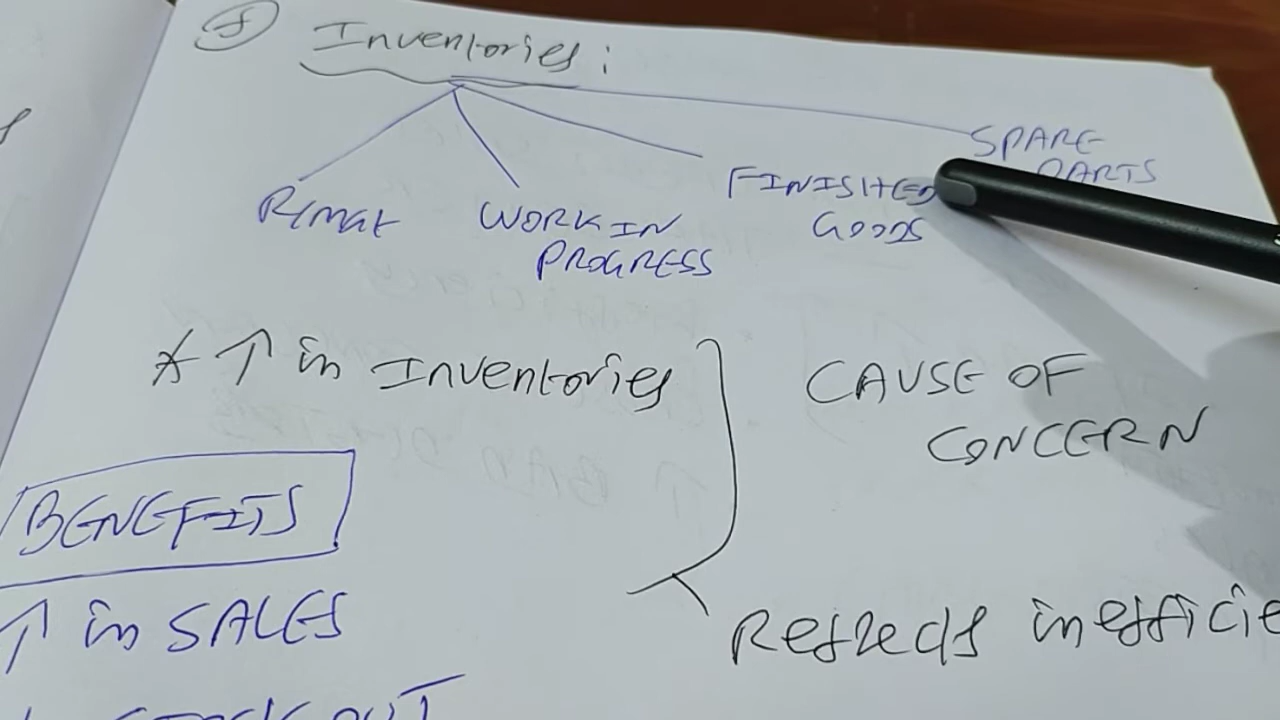 Inventories:
R/mat
WORK IN
PROGRESS
FINISHED
GOODS
SPARE
PARTS
* ↑ in Inventories
CAUSE OF
CONCERN
BENEFITS
↑ in SALES
Reflects